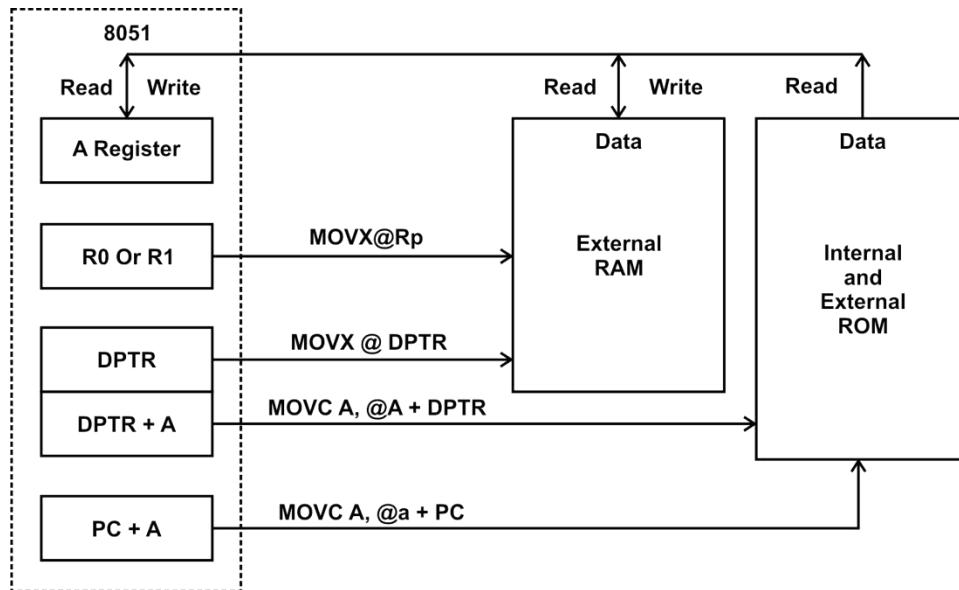 8051
Read Write
Read Write
Read
A Register
Data
Data
R0 Or R1
MOVX@Rp
External
RAM
Internal
and
External
ROM
DPTR
MOVX @ DPTR
DPTR + A
MOVC A, @A + DPTR
PC + A
MOVC A, @a + PC